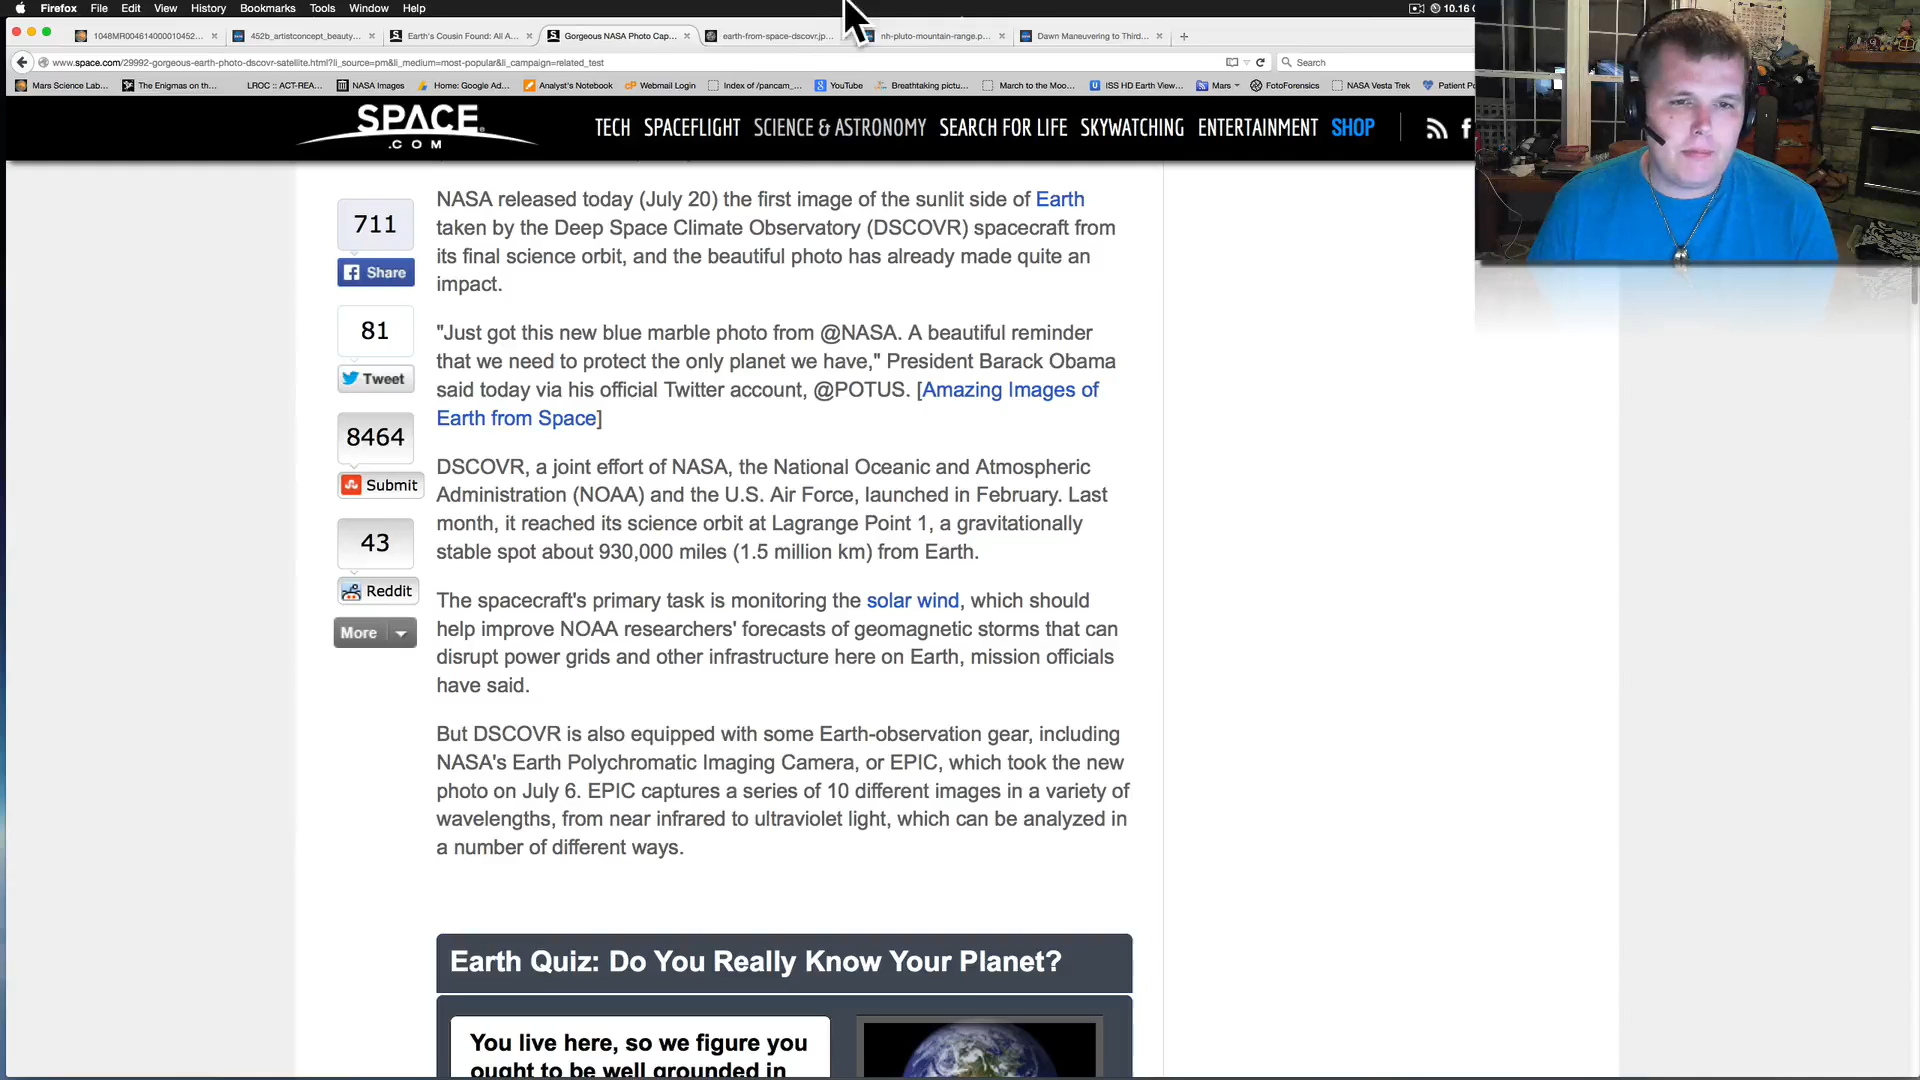 Firefox File Edit View History Bookmarks Tools Window Help 10.16
1048MR004614000010452... 452b_artistconcept_beauty... Earth's Cousin Found: All A... Gorgeous NASA Photo Cap... earth-from-space-dscovr.jp... nh-pluto-mountain-range.p... Dawn Maneuvering to Third...
www.space.com/29992-gorgeous-earth-photo-dscovr-satellite.html?li_source=pm&li_medium=most-popular&li_campaign=related_test Search
Mars Science Lab... The Enigmas on th... LROC :: ACT-REA... NASA Images Home: Google Ad... Analyst's Notebook Webmail Login Index of /pancam_... YouTube Breathtaking pictu... March to the Moo... ISS HD Earth View... Mars FotoForensics NASA Vesta Trek Patient Po
SPACE
.COM
TECH SPACEFLIGHT SCIENCE & ASTRONOMY SEARCH FOR LIFE SKYWATCHING ENTERTAINMENT SHOP
711
Share
81
Tweet
8464
Submit
43
Reddit
More
NASA released today (July 20) the first image of the sunlit side of Earth
taken by the Deep Space Climate Observatory (DSCOVR) spacecraft from
its final science orbit, and the beautiful photo has already made quite an
impact.
"Just got this new blue marble photo from @NASA. A beautiful reminder
that we need to protect the only planet we have," President Barack Obama
said today via his official Twitter account, @POTUS. [Amazing Images of
Earth from Space]
DSCOVR, a joint effort of NASA, the National Oceanic and Atmospheric
Administration (NOAA) and the U.S. Air Force, launched in February. Last
month, it reached its science orbit at Lagrange Point 1, a gravitationally
stable spot about 930,000 miles (1.5 million km) from Earth.
The spacecraft's primary task is monitoring the solar wind, which should
help improve NOAA researchers' forecasts of geomagnetic storms that can
disrupt power grids and other infrastructure here on Earth, mission officials
have said.
But DSCOVR is also equipped with some Earth-observation gear, including
NASA's Earth Polychromatic Imaging Camera, or EPIC, which took the new
photo on July 6. EPIC captures a series of 10 different images in a variety of
wavelengths, from near infrared to ultraviolet light, which can be analyzed in
a number of different ways.
Earth Quiz: Do You Really Know Your Planet?
You live here, so we figure you
ought to be well grounded in